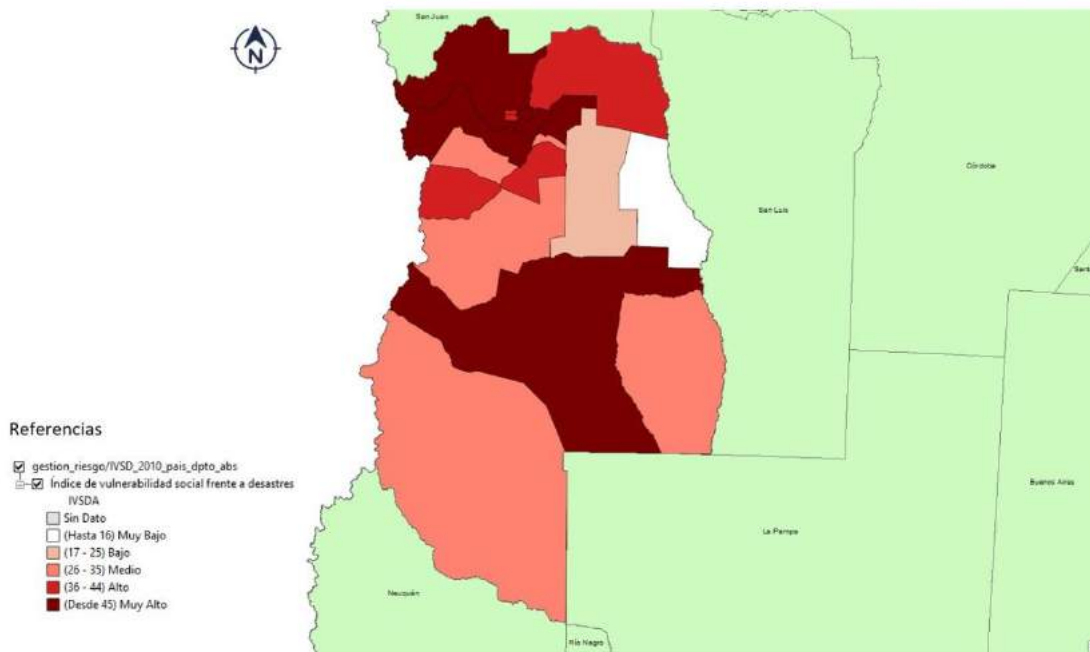 San Juan
N
Córdoba
San Luis
Referencias
gestion_riesgo/IVSD_2010_pais_dpto_abs
Índice de vulnerabilidad social frente a desastres
IVSDA
Sin Dato
(Hasta 16) Muy Bajo
(17 - 25) Bajo
(26 - 35) Medio
(36 - 44) Alto
(Desde 45) Muy Alto
Buenos Aires
La Pampa
Neuquén
Río Negro